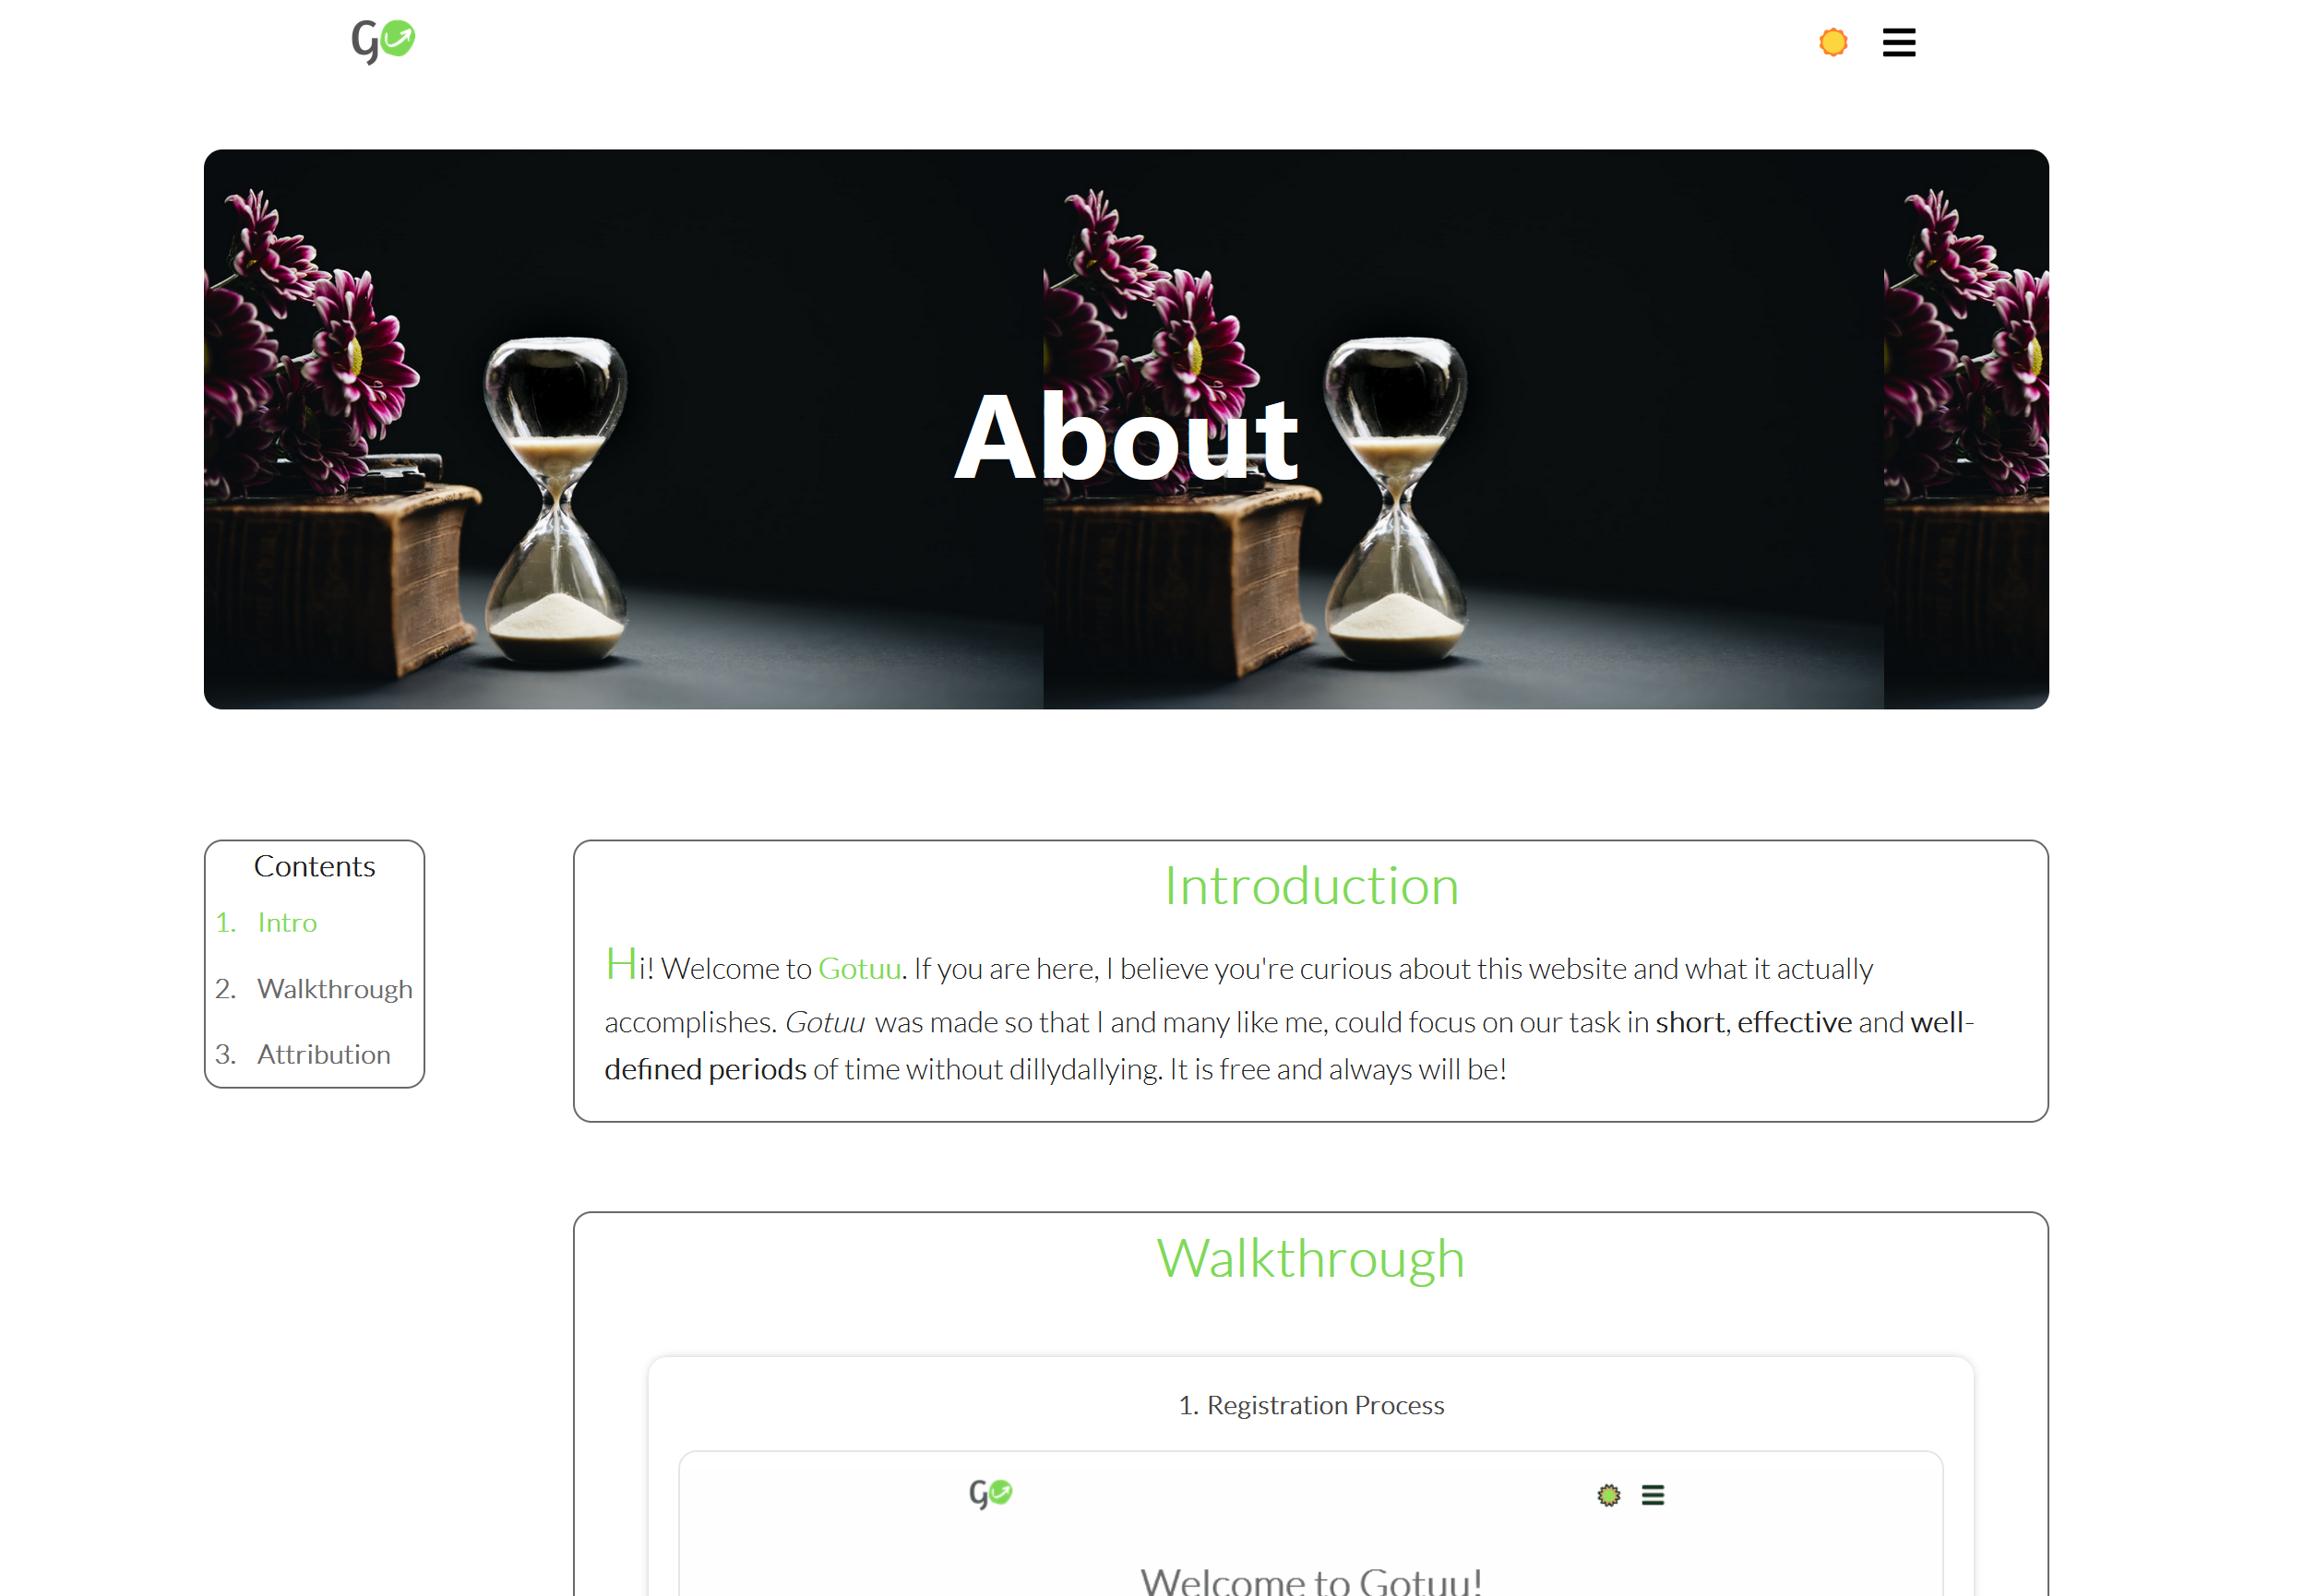 Go
About
Contents
1. Intro
2. Walkthrough
3. Attribution
Introduction
Hi! Welcome to Gotuu. If you are here, I believe you're curious about this website and what it actually
accomplishes. Gotuu was made so that I and many like me, could focus on our task in short, effective and well-
defined periods of time without dillydallying. It is free and always will be!
Walkthrough
1. Registration Process
Go
Welcome to Gotuu!